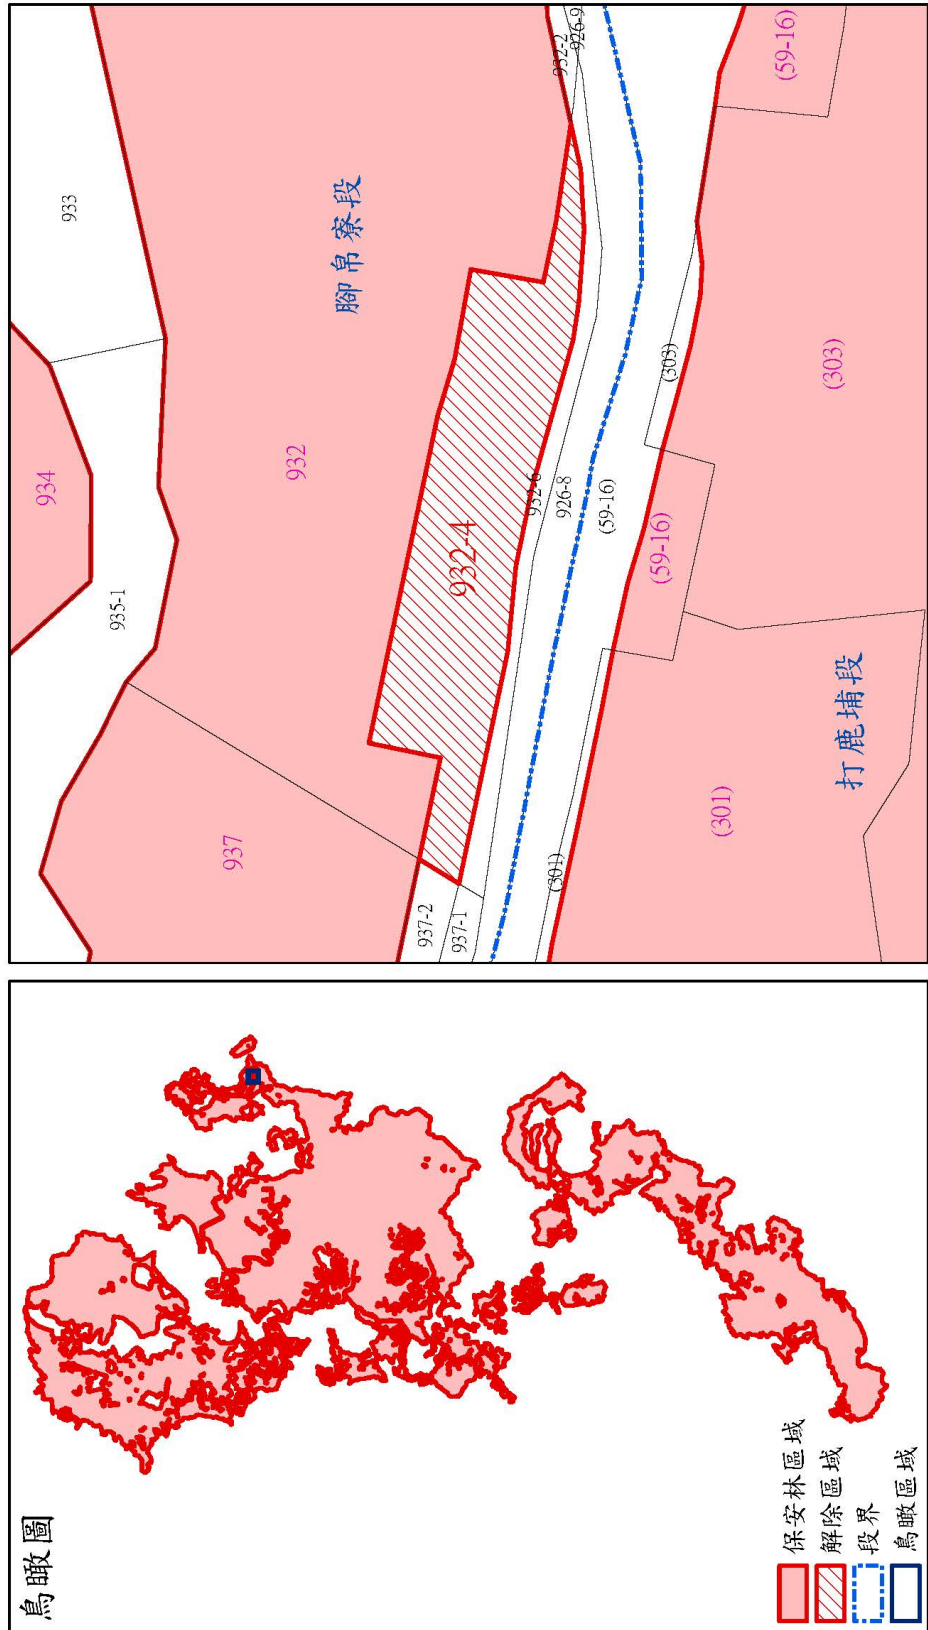 933
934
935-1
932
937
腳帛寮段
932-2
926-9
932-4
932-6
926-8
(59-16)
937-2
937-1
(303)
(59-16)
(59-16)
(303)
(301)
(301)
打鹿埔段
鳥瞰圖
保安林區域
解除區域
段界
鳥瞰區域